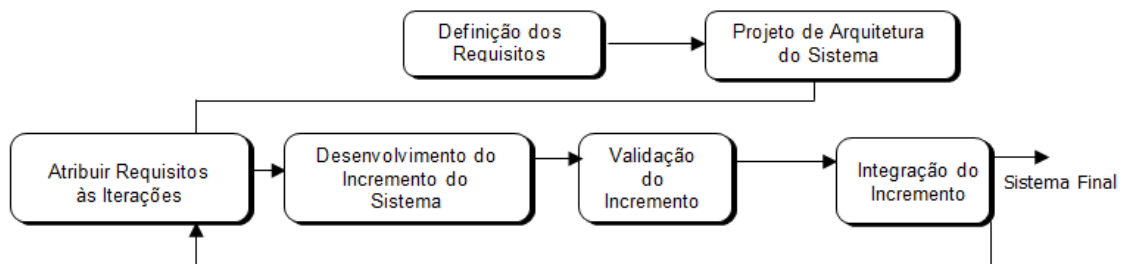 Definição dos
Requisitos
Projeto de Arquitetura
do Sistema
Atribuir Requisitos
às Iterações
Desenvolvimento do
Incremento do
Sistema
Validação
do
Incremento
Integração do
Incremento
Sistema Final